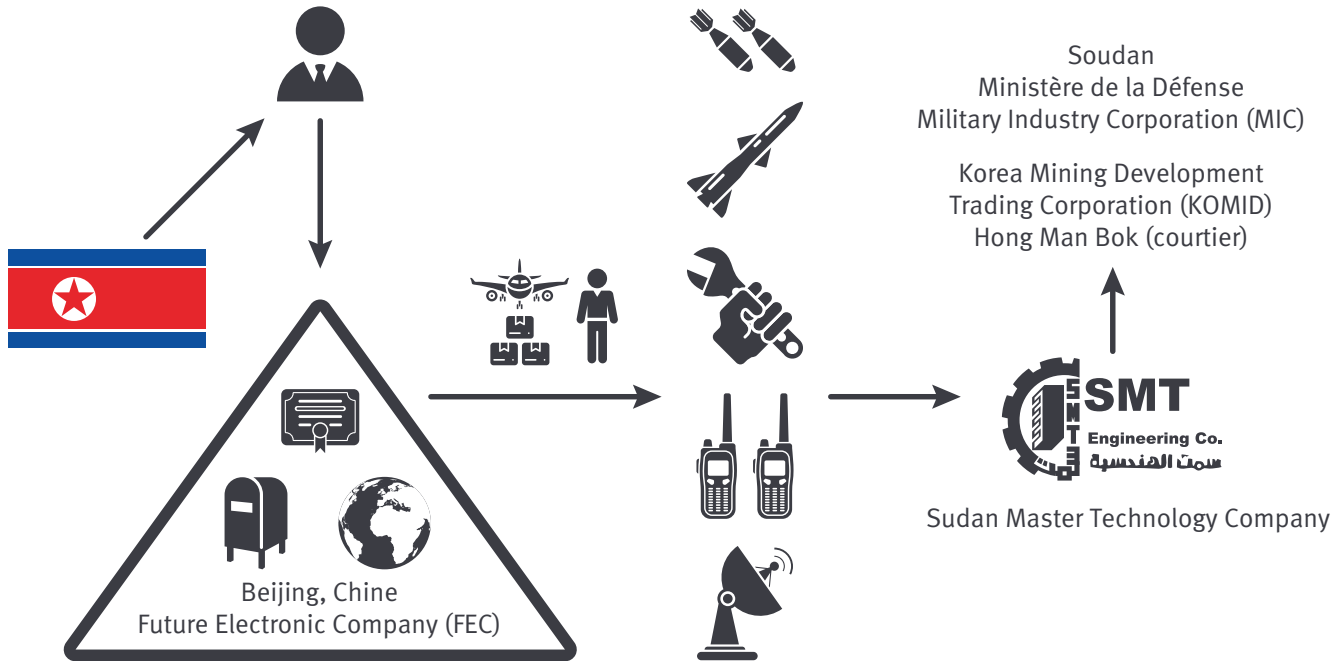 Soudan
Ministère de la Défense
Military Industry Corporation (MIC)
Korea Mining Development
Trading Corporation (KOMID)
Hong Man Bok (courtier)
SMT
SMT
Engineering Co.
سمت الهندسية
Sudan Master Technology Company
Beijing, Chine
Future Electronic Company (FEC)